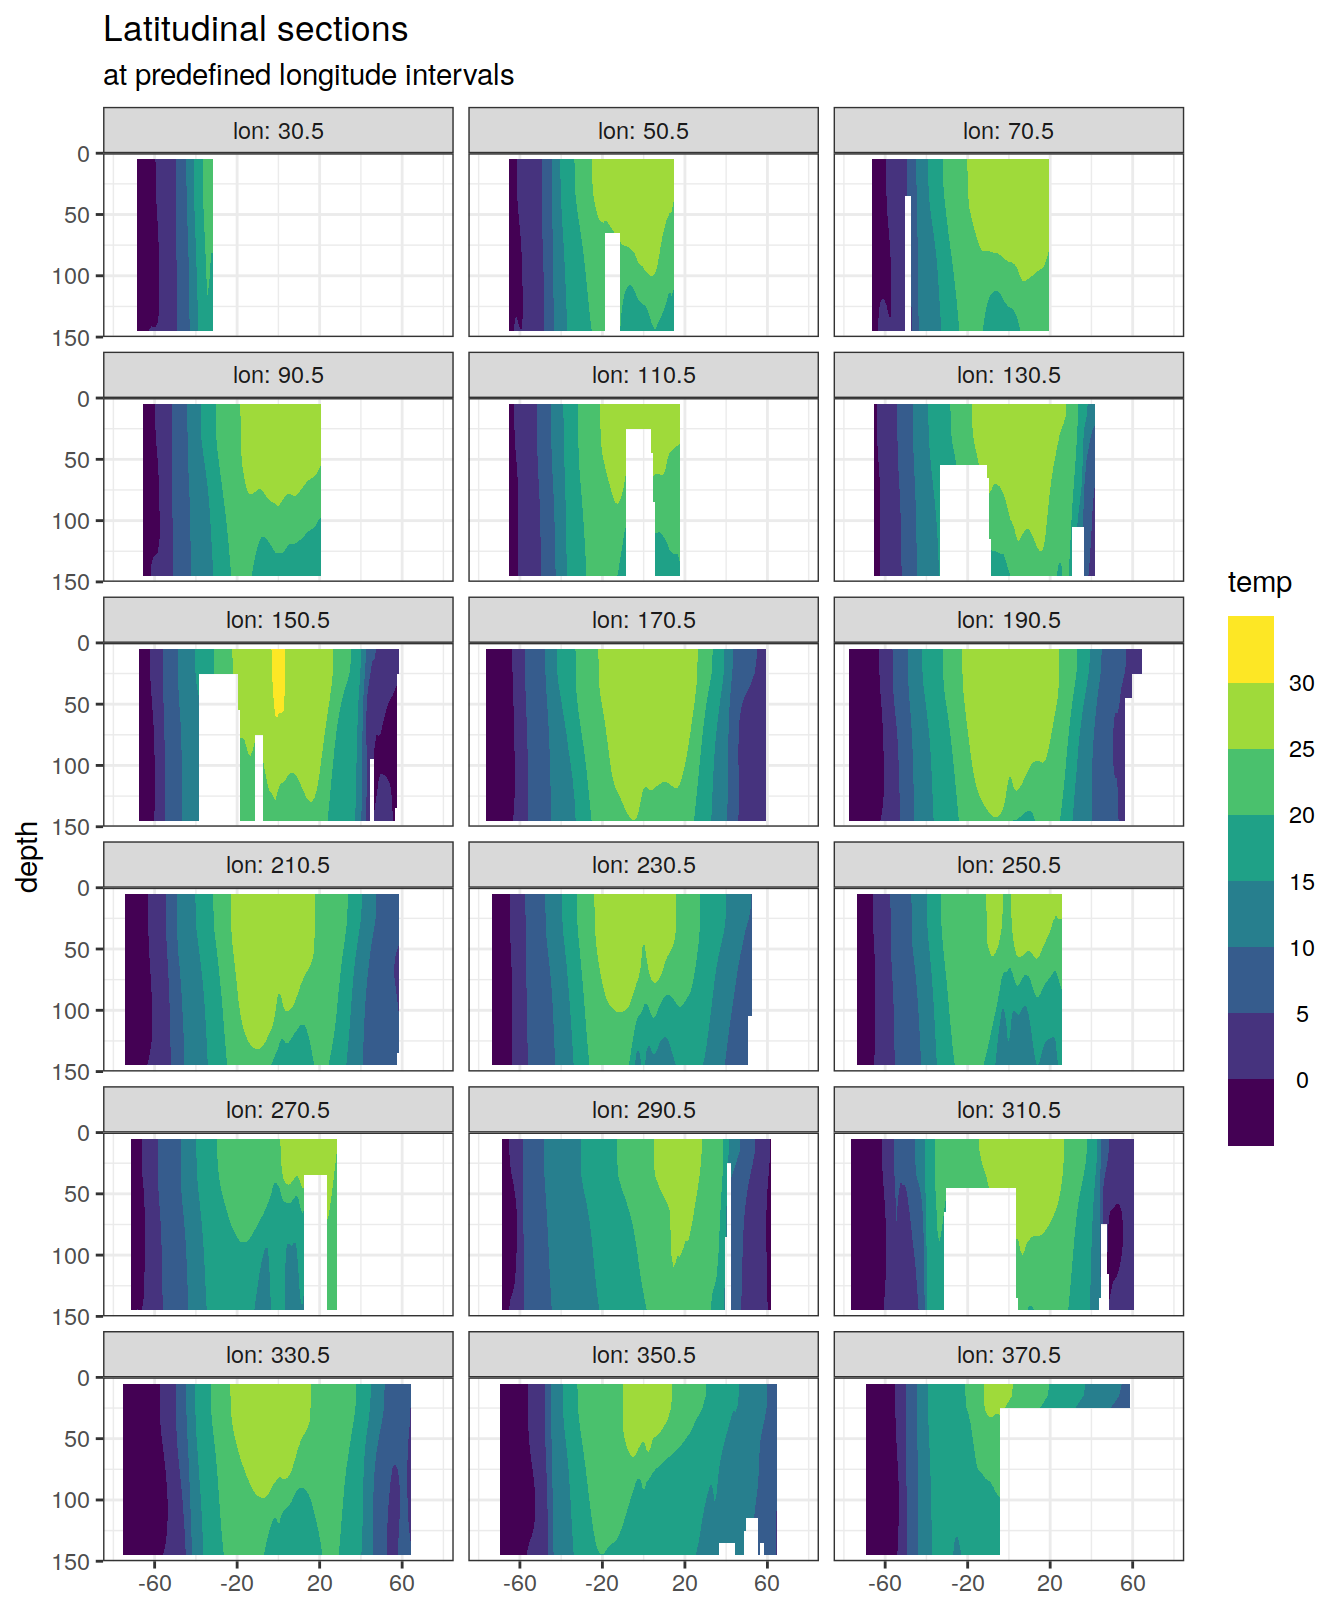 Latitudinal sections
at predefined longitude intervals
lon: 30.5 lon: 50.5 lon: 70.5
0
50
100
150
lon: 90.5 lon: 110.5 lon: 130.5
0
50
100
150
lon: 150.5 lon: 170.5 lon: 190.5
0
50
100
150
lon: 210.5 lon: 230.5 lon: 250.5
0
50
100
150
lon: 270.5 lon: 290.5 lon: 310.5
0
50
100
150
lon: 330.5 lon: 350.5 lon: 370.5
0
50
100
150
-60 -20 20 60 -60 -20 20 60 -60 -20 20 60
depth
temp
30
25
20
15
10
5
0